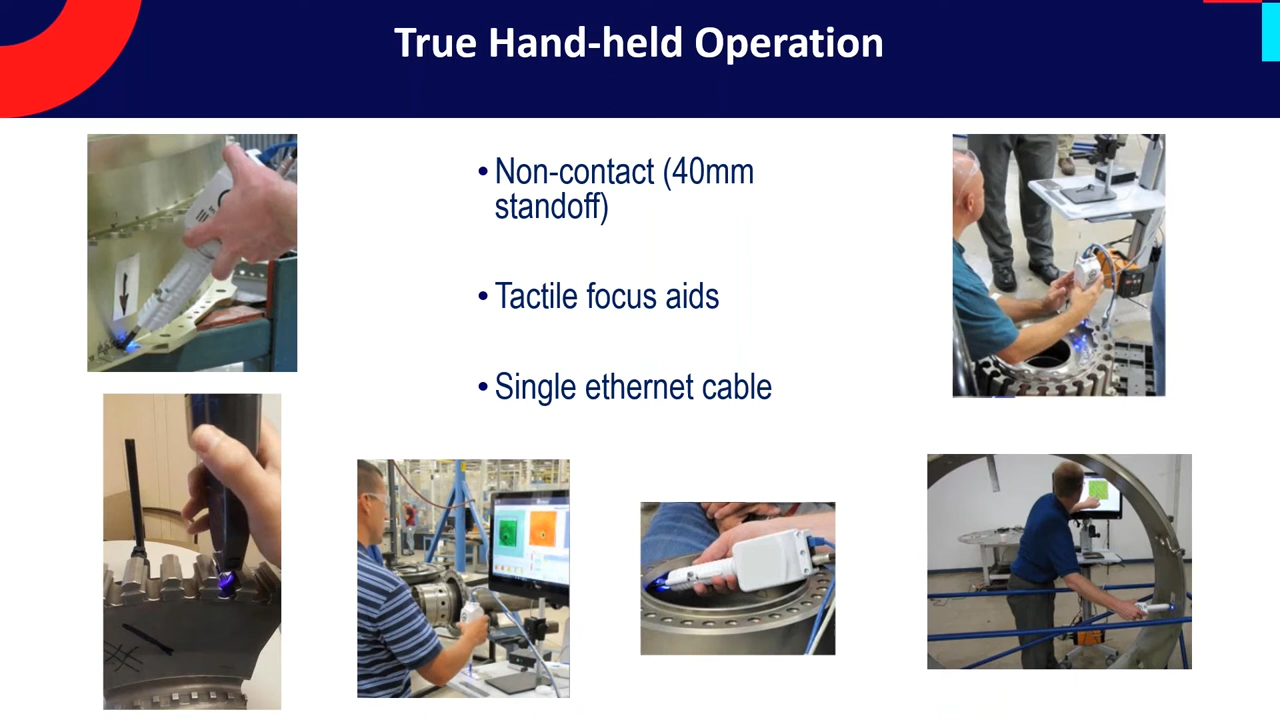 True Hand-held Operation
• Non-contact (40mm
standoff)
• Tactile focus aids
• Single ethernet cable